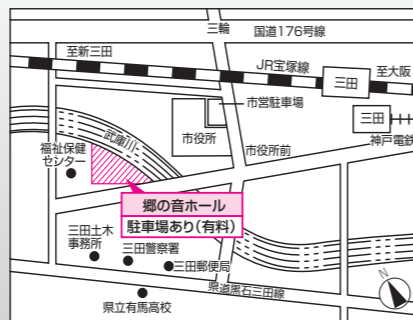 三輪
国道176号線
至新三田
JR宝塚線
三田
至大阪
市営駐車場
三田
市役所
武庫川
市役所前
神戸電鉄
福祉保健
センター
郷の音ホール
駐車場あり(有料)
三田土木
事務所
三田警察署
三田郵便局
県道黒石三田線
県立有馬高校
N